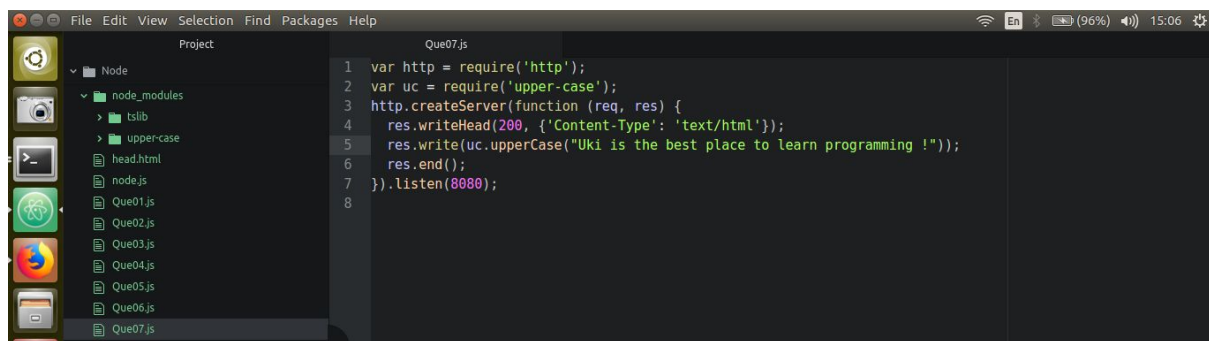 File Edit View Selection Find Packages Help
En (96%) 15:06
Project
Node
node_modules
tslib
upper-case
head.html
node.js
Que01.js
Que02.js
Que03.js
Que04.js
Que05.js
Que06.js
Que07.js
Que07.js
1 var http = require('http');
2 var uc = require('upper-case');
3 http.createServer(function (req, res) {
4   res.writeHead(200, {'Content-Type': 'text/html'});
5   res.write(uc.upperCase("Uki is the best place to learn programming !"));
6   res.end();
7 }).listen(8080);
8